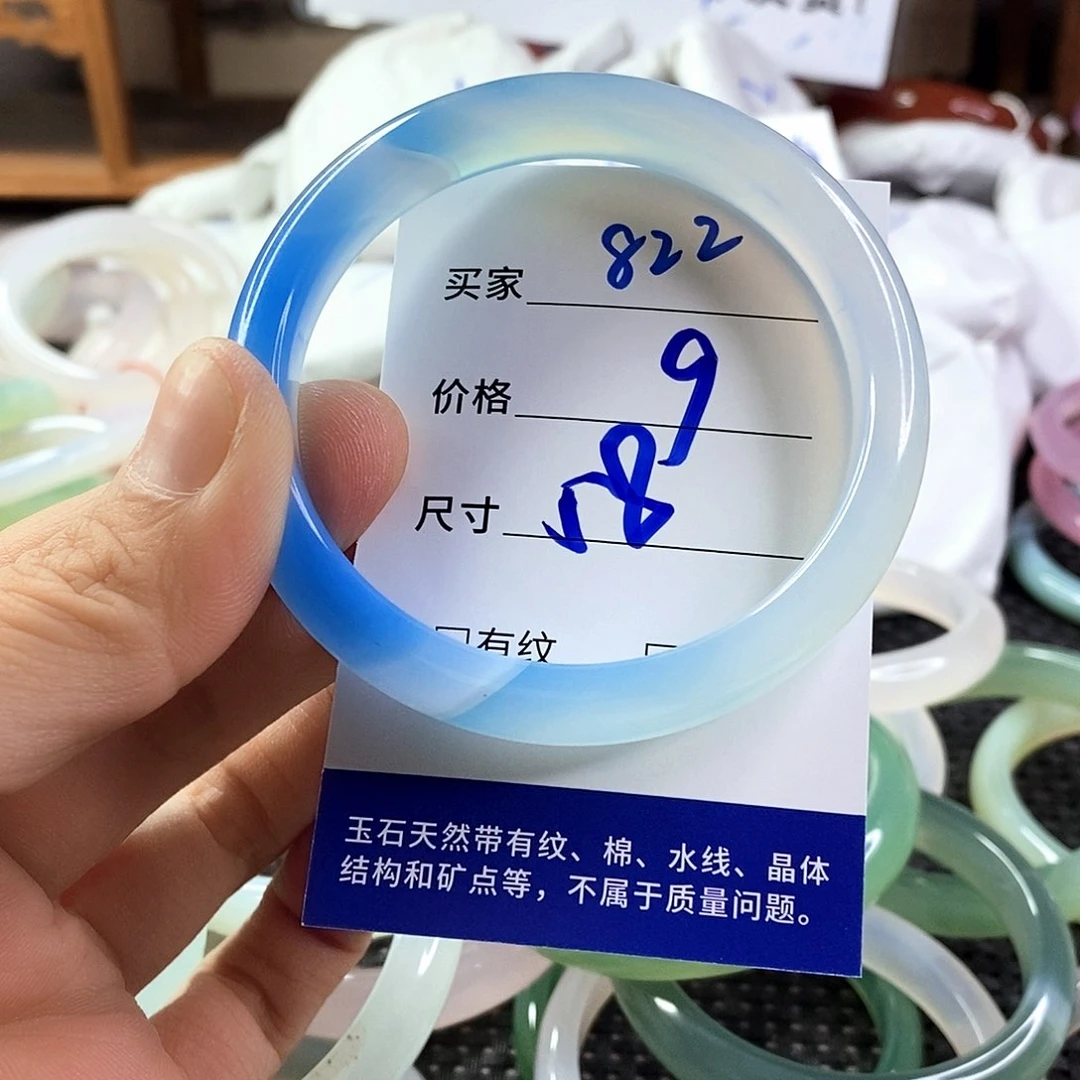 买家 822
价格 9
尺寸 58
□有纹 □
玉石天然带有纹、棉、水线、晶体
结构和矿点等，不属于质量问题。